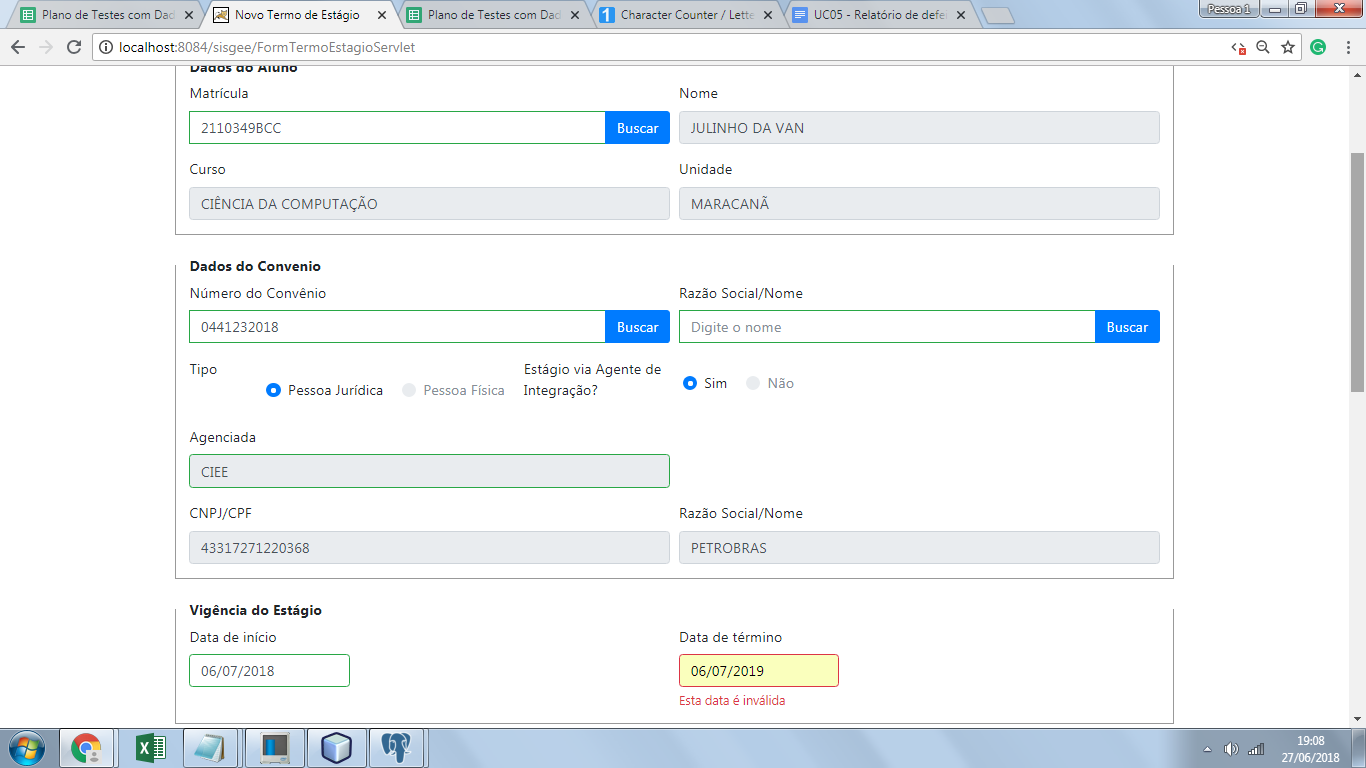 Plano de Testes com Dad
Novo Termo de Estágio
Plano de Testes com Dad
Character Counter / Lette
UC05 - Relatório de defei
Pessoa 1
localhost:8084/sisgee/FormTermoEstagioServlet
Dados do Aluno
Matrícula
Nome
2110349BCC
Buscar
JULINHO DA VAN
Curso
Unidade
CIÊNCIA DA COMPUTAÇÃO
MARACANÃ
Dados do Convenio
Número do Convênio
Razão Social/Nome
0441232018
Buscar
Digite o nome
Buscar
Tipo
Pessoa Jurídica
Pessoa Física
Estágio via Agente de
Integração?
Sim
Não
Agenciada
CIEE
CNPJ/CPF
Razão Social/Nome
43317271220368
PETROBRAS
Vigência do Estágio
Data de início
Data de término
06/07/2018
06/07/2019
Esta data é inválida
19:08
27/06/2018